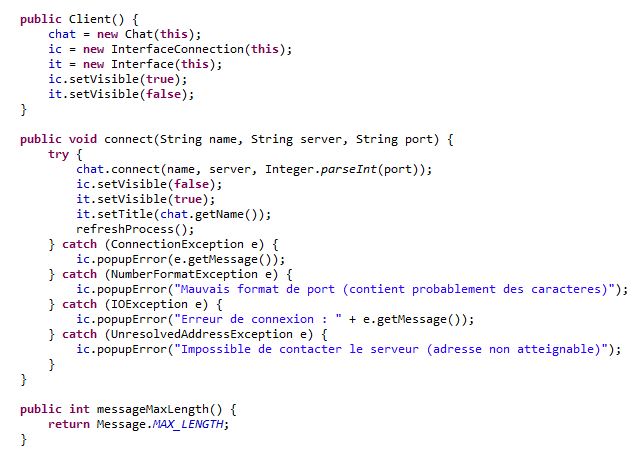 public Client() {
    chat = new Chat(this);
    ic = new InterfaceConnection(this);
    it = new Interface(this);
    ic.setVisible(true);
    it.setVisible(false);
}

public void connect(String name, String server, String port) {
    try {
        chat.connect(name, server, Integer.parseInt(port));
        ic.setVisible(false);
        it.setVisible(true);
        it.setTitle(chat.getName());
        refreshProcess();
    } catch (ConnectionException e) {
        ic.popupError(e.getMessage());
    } catch (NumberFormatException e) {
        ic.popupError("Mauvais format de port (contient probablement des caracteres)");
    } catch (IOException e) {
        ic.popupError("Erreur de connexion : " + e.getMessage());
    } catch (UnresolvedAddressException e) {
        ic.popupError("Impossible de contacter le serveur (adresse non atteignable)");
    }
}

public int messageMaxLength() {
    return Message.MAX_LENGTH;
}